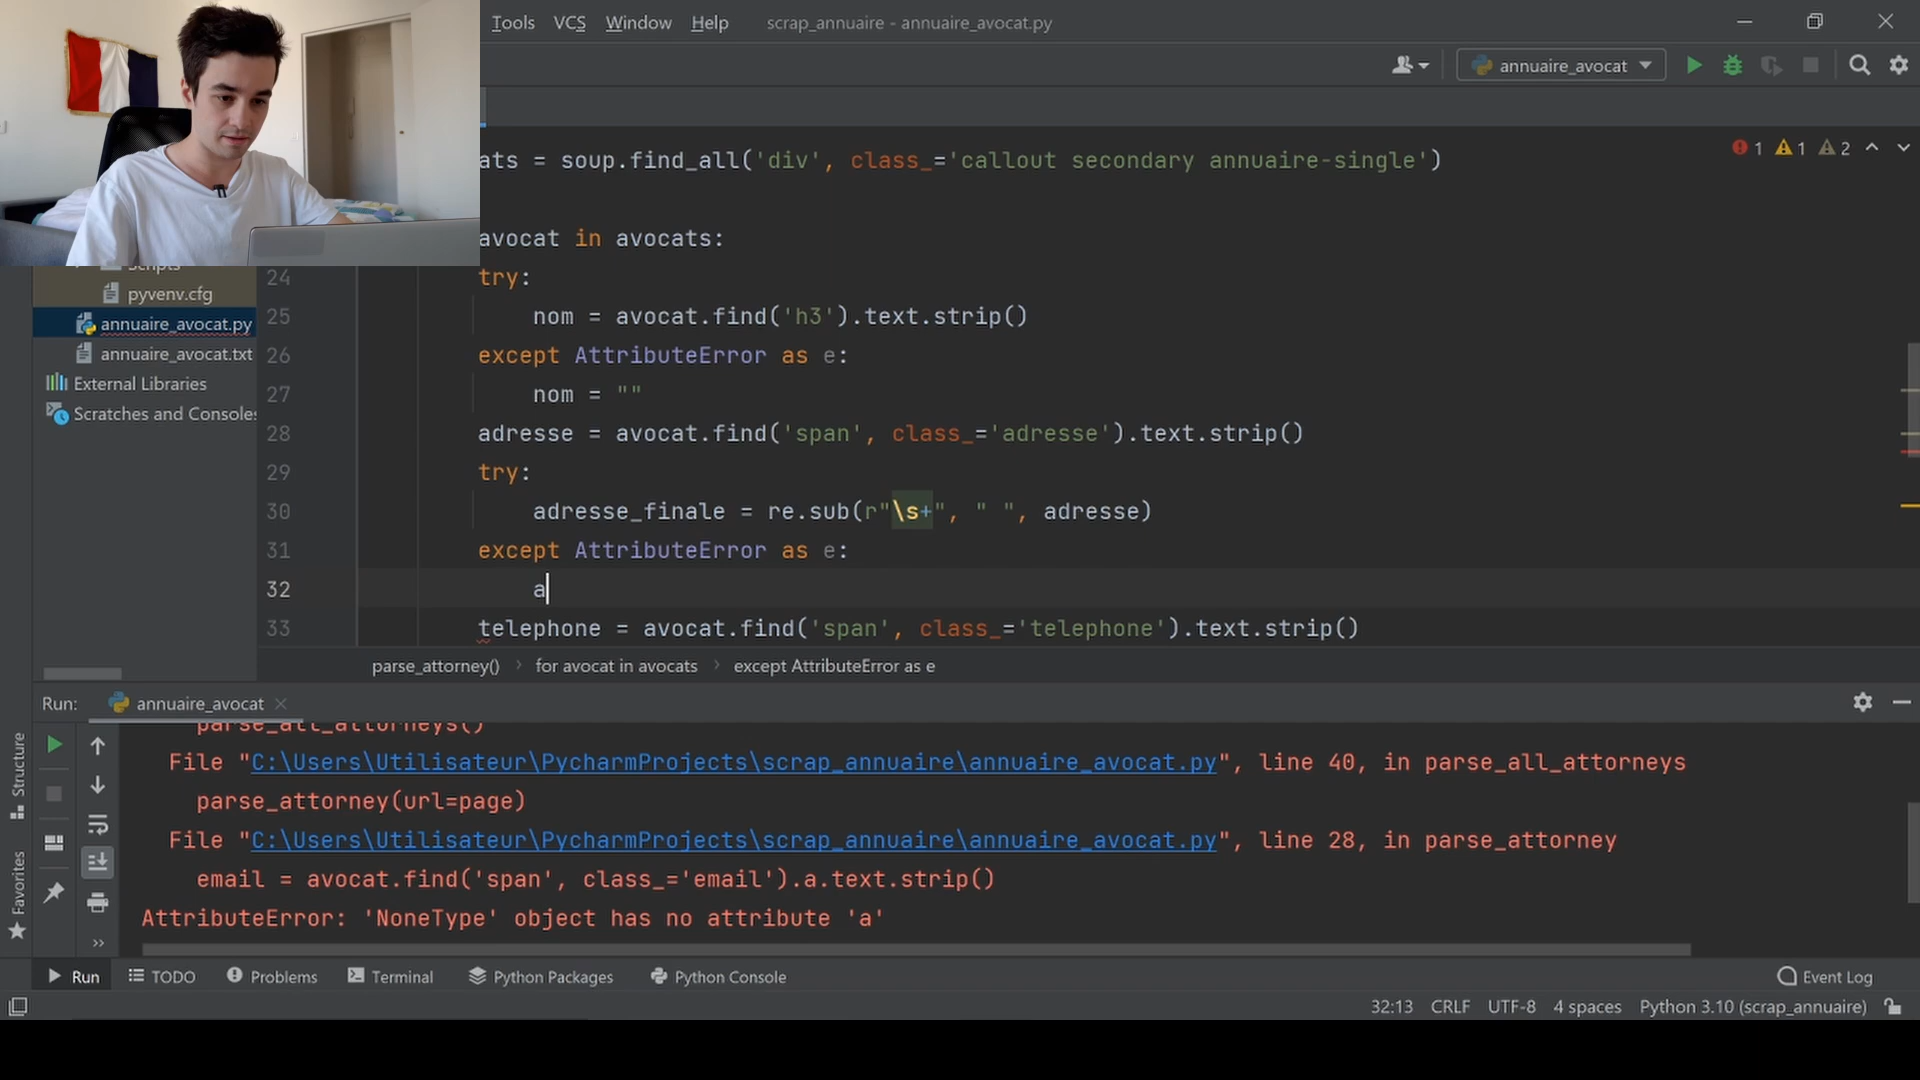 Tools VCS Window Help scrap_annuaire - annuaire_avocat.py
annuaire_avocat
ats = soup.find_all('div', class_='callout secondary annuaire-single')
1 1 2
avocat in avocats:
Scripts
24 try:
pyvenv.cfg
25 nom = avocat.find('h3').text.strip()
annuaire_avocat.py
26 except AttributeError as e:
annuaire_avocat.txt
External Libraries
27 nom = ""
Scratches and Consoles
28 adresse = avocat.find('span', class_='adresse').text.strip()
29 try:
30 adresse_finale = re.sub(r"\s+", " ", adresse)
31 except AttributeError as e:
32 a
33 telephone = avocat.find('span', class_='telephone').text.strip()
parse_attorney() › for avocat in avocats › except AttributeError as e
Run: annuaire_avocat
parse_all_attorneys()
File "C:\Users\Utilisateur\PycharmProjects\scrap_annuaire\annuaire_avocat.py", line 40, in parse_all_attorneys
parse_attorney(url=page)
File "C:\Users\Utilisateur\PycharmProjects\scrap_annuaire\annuaire_avocat.py", line 28, in parse_attorney
email = avocat.find('span', class_='email').a.text.strip()
AttributeError: 'NoneType' object has no attribute 'a'
Structure
Favorites
Run TODO Problems Terminal Python Packages Python Console Event Log
32:13 CRLF UTF-8 4 spaces Python 3.10 (scrap_annuaire)